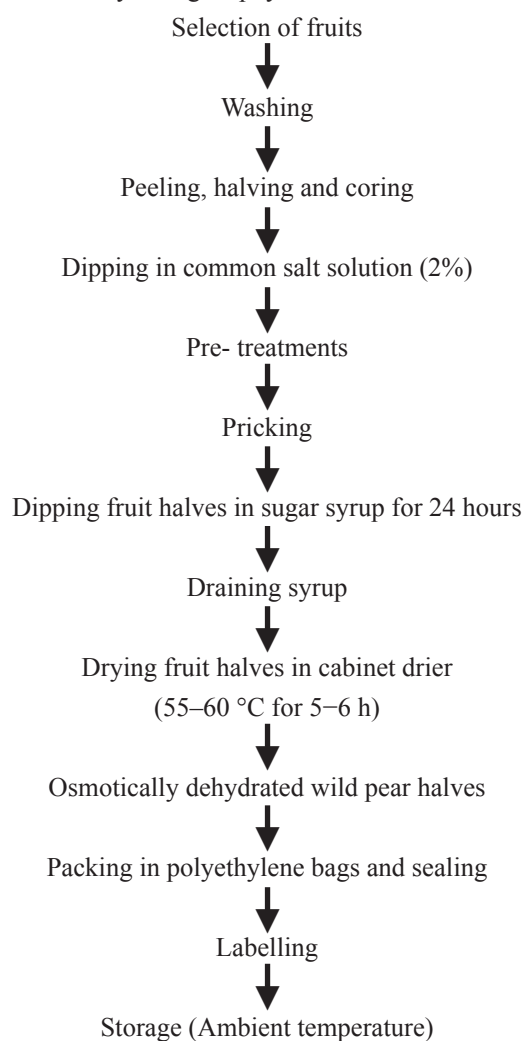 Selection of fruits
Washing
Peeling, halving and coring
Dipping in common salt solution (2%)
Pre- treatments
Pricking
Dipping fruit halves in sugar syrup for 24 hours
Draining syrup
Drying fruit halves in cabinet drier
(55–60 °C for 5−6 h)
Osmotically dehydrated wild pear halves
Packing in polyethylene bags and sealing
Labelling
Storage (Ambient temperature)